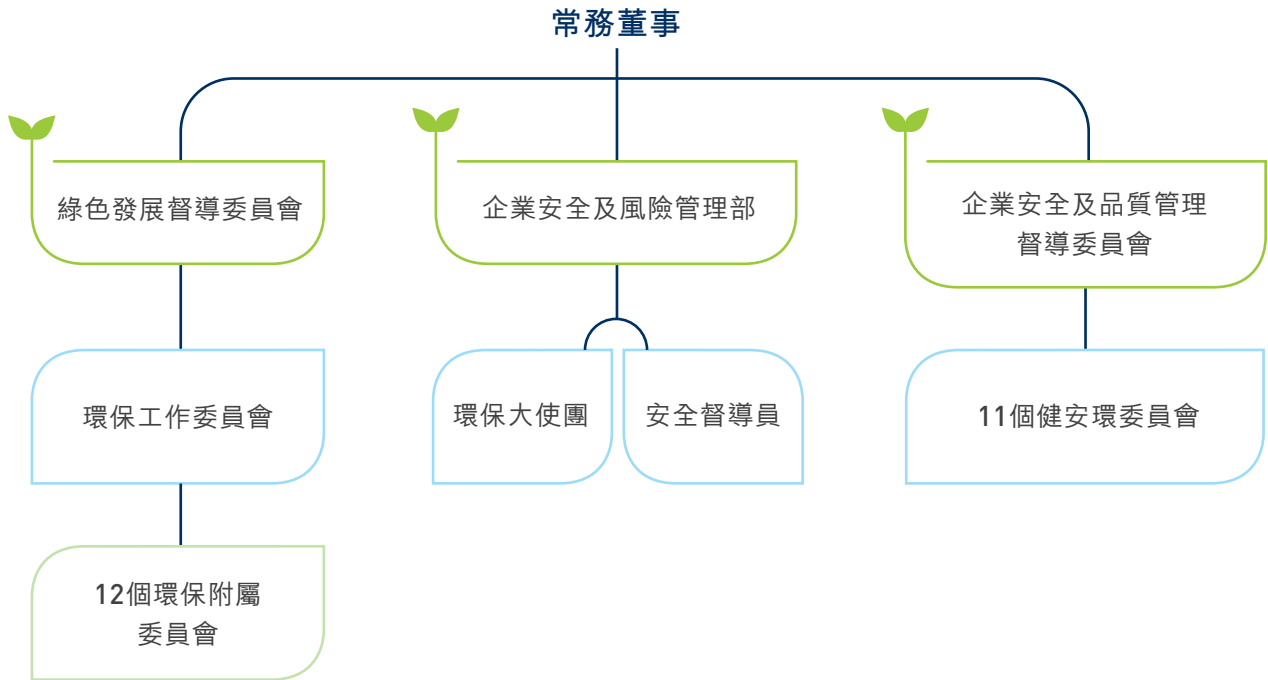 常務董事
綠色發展督導委員會
企業安全及風險管理部
企業安全及品質管理
督導委員會
環保工作委員會
環保大使團
安全督導員
11個健安環委員會
12個環保附屬
委員會